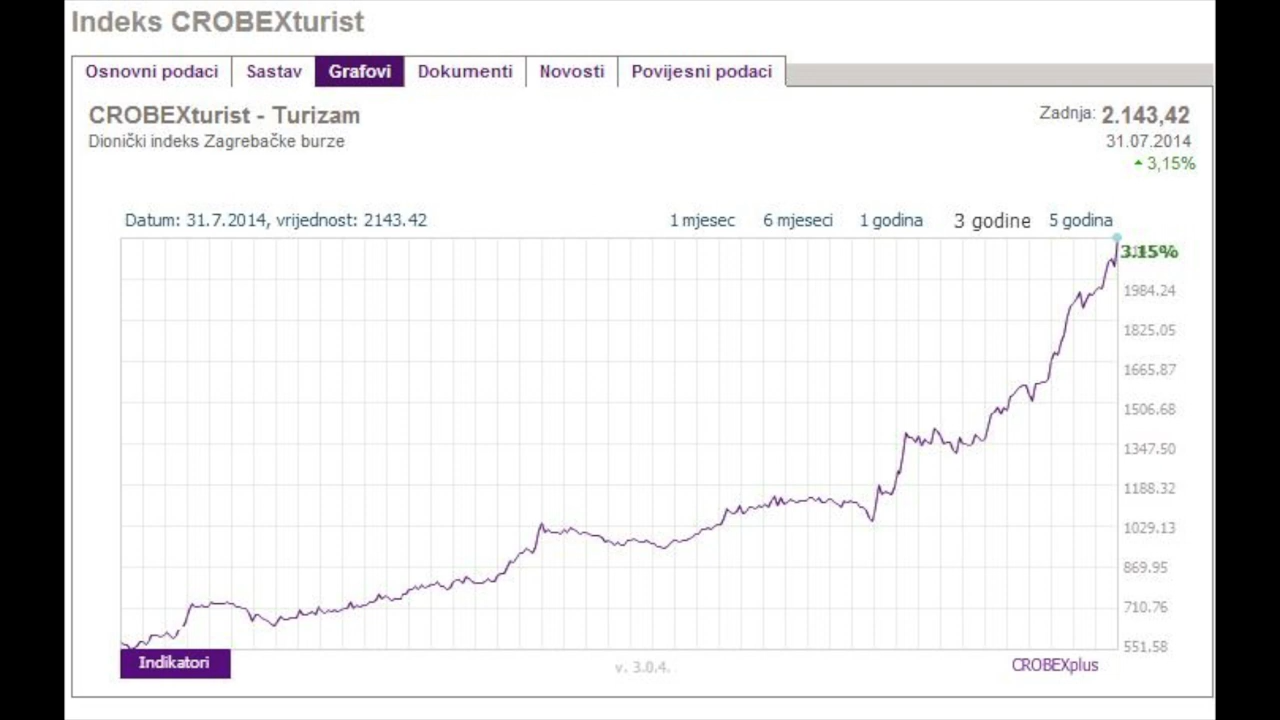 Indeks CROBEXturist
Osnovni podaci Sastav Grafovi Dokumenti Novosti Povijesni podaci
CROBEXturist - Turizam
Zadnja: 2.143,42
Dionički indeks Zagrebačke burze
31.07.2014
3,15%
Datum: 31.7.2014, vrijednost: 2143.42
1 mjesec 6 mjeseci 1 godina 3 godine 5 godina
3.15%
1984.24
1825.05
1665.87
1506.68
1347.50
1188.32
1029.13
869.95
710.76
551.58
Indikatori
v. 3.0.4.
CROBEXplus